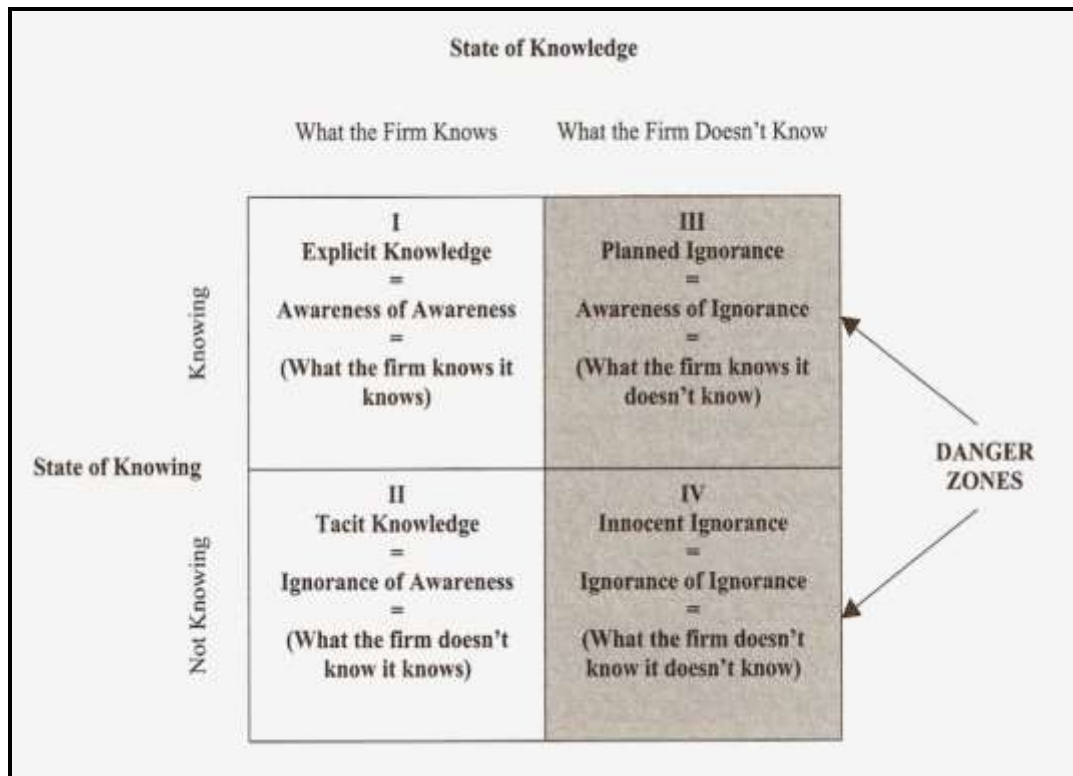 State of Knowledge
What the Firm Knows
What the Firm Doesn't Know
Knowing
I
Explicit Knowledge
=
Awareness of Awareness
=
(What the firm knows it
knows)
III
Planned Ignorance
=
Awareness of Ignorance
=
(What the firm knows it
doesn't know)
DANGER
ZONES
State of Knowing
Not Knowing
II
Tacit Knowledge
=
Ignorance of Awareness
=
(What the firm doesn't
know it knows)
IV
Innocent Ignorance
=
Ignorance of Ignorance
=
(What the firm doesn't
know it doesn't know)